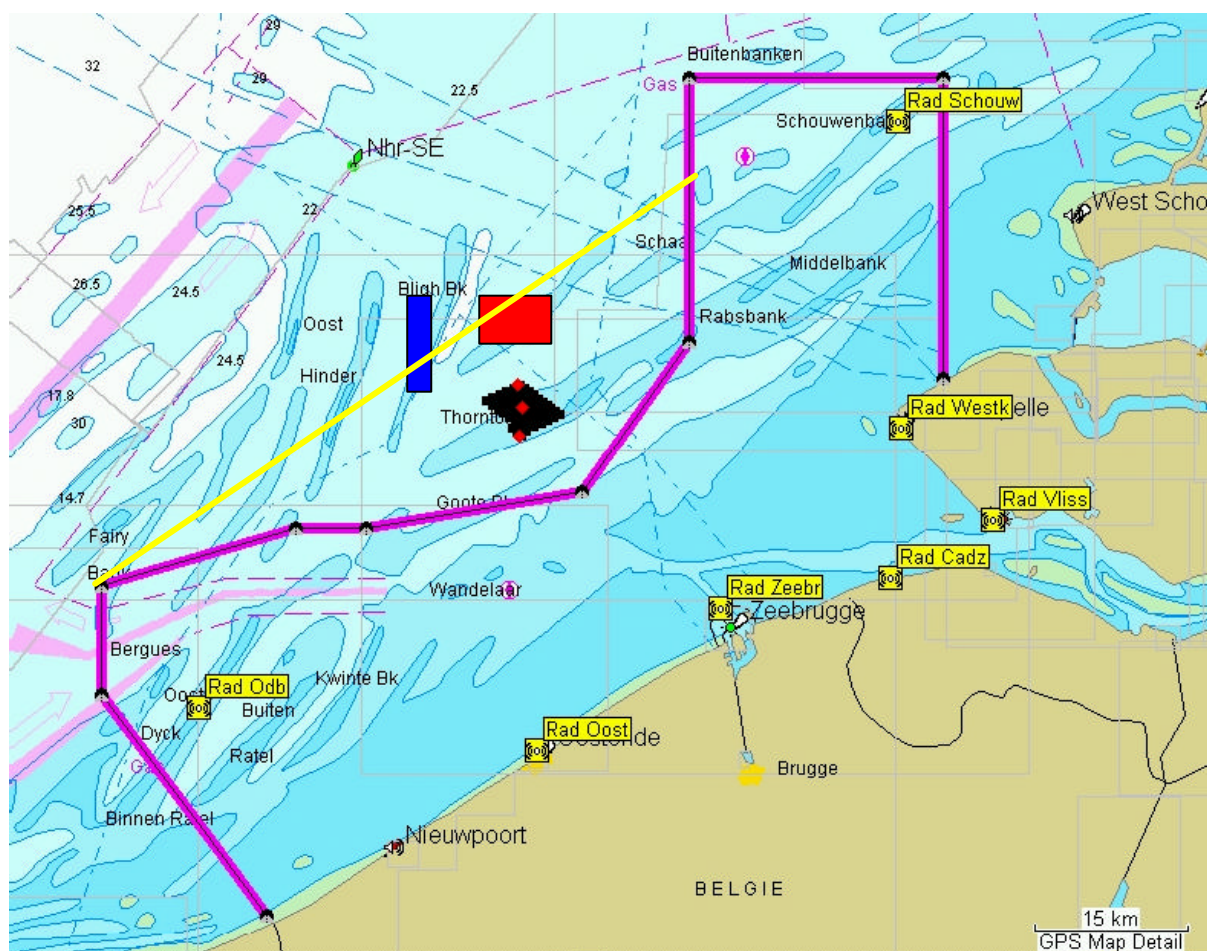 29
Buitenbanken
32
29
Gas
22.5
Rad Schouw
Schouwenba
Nhr-SE
West Scho
22
25.5
Schaa
Middelbank
26.5
24.5
Bligh Bk
Oost
Rabsbank
24.5
Hinder
17.8
Rad Westk
elle
30
Thornto
14.7
Goote B
Rad Vliss
Fairy
Rad Cadz
Ba
Wandelaar
Rad Zeebr
Zeebrugge
Bergues
Kwinte Bk
Oost
Rad Odb
Buiten
Dyck
Rad Oost
Oostende
Ratel
Ga
Brugge
Binnen Ratel
Nieuwpoort
BELGIE
15 km
GPS Map Detail